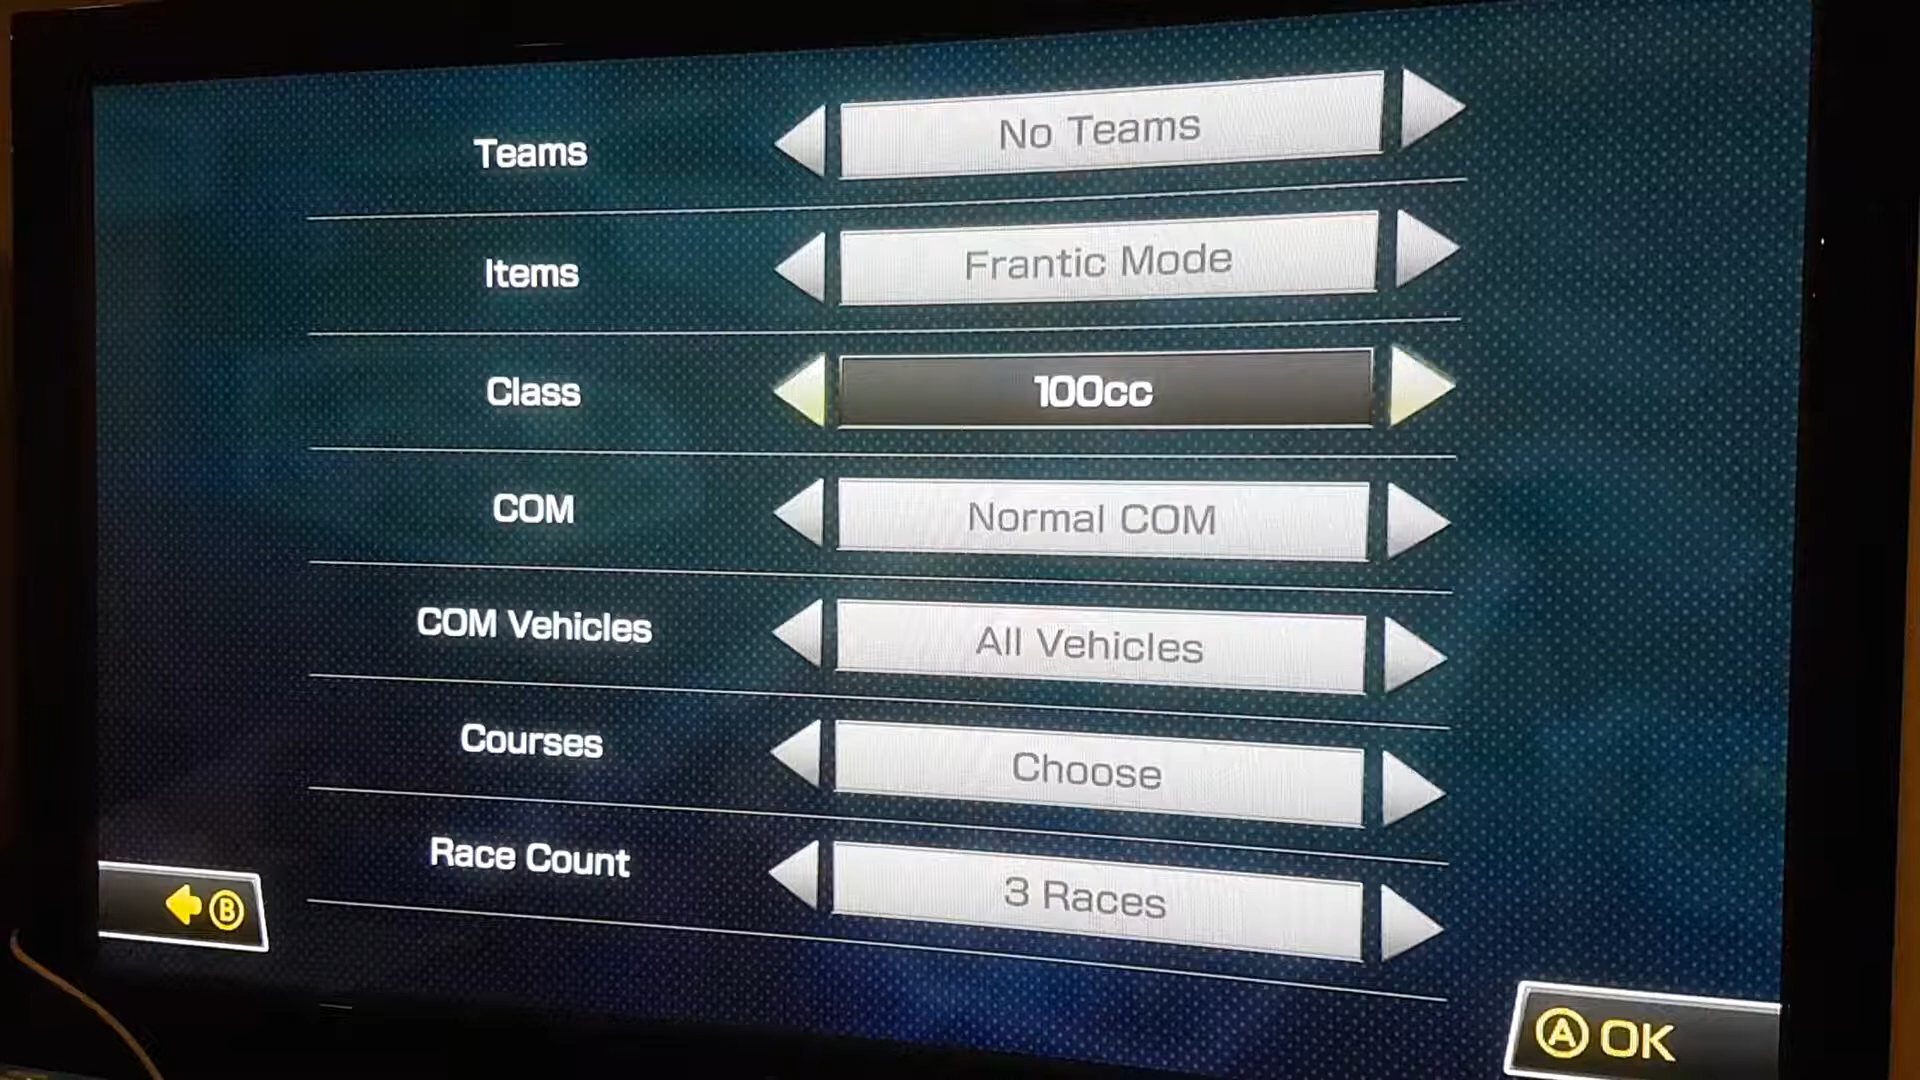 Teams No Teams
Items Frantic Mode
Class 100cc
COM Normal COM
COM Vehicles All Vehicles
Courses Choose
Race Count 3 Races
B
A OK